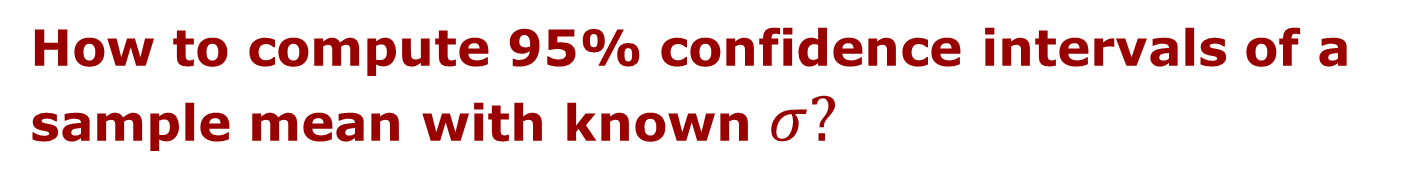 How to compute 95% confidence intervals of a
sample mean with known σ?